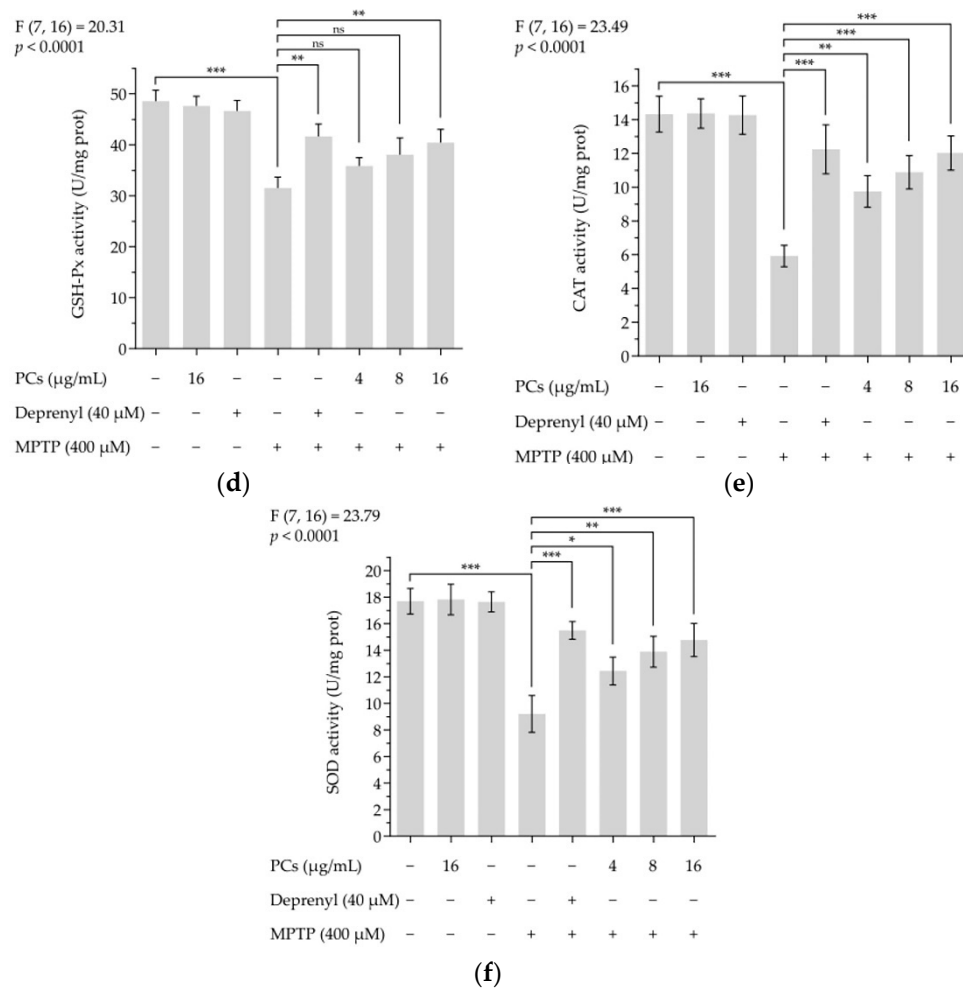 F (7, 16) = 20.31
p < 0.0001
**
ns
ns
**
***
GSH-Px activity (U/mg prot)
50
40
30
20
10
0
PCs (µg/mL) – 16 – – – 4 8 16
Deprenyl (40 µM) – – + – + – – –
MPTP (400 µM) – – – + + + + +
(d)
F (7, 16) = 23.49
p < 0.0001
***
***
**
***
***
CAT activity (U/mg prot)
16
14
12
10
8
6
4
2
0
PCs (µg/mL) – 16 – – – 4 8 16
Deprenyl (40 µM) – – + – + – – –
MPTP (400 µM) – – – + + + + +
(e)
F (7, 16) = 23.79
p < 0.0001
***
**
*
***
***
SOD activity (U/mg prot)
20
18
16
14
12
10
8
6
4
2
0
PCs (µg/mL) – 16 – – – 4 8 16
Deprenyl (40 µM) – – + – + – – –
MPTP (400 µM) – – – + + + + +
(f)